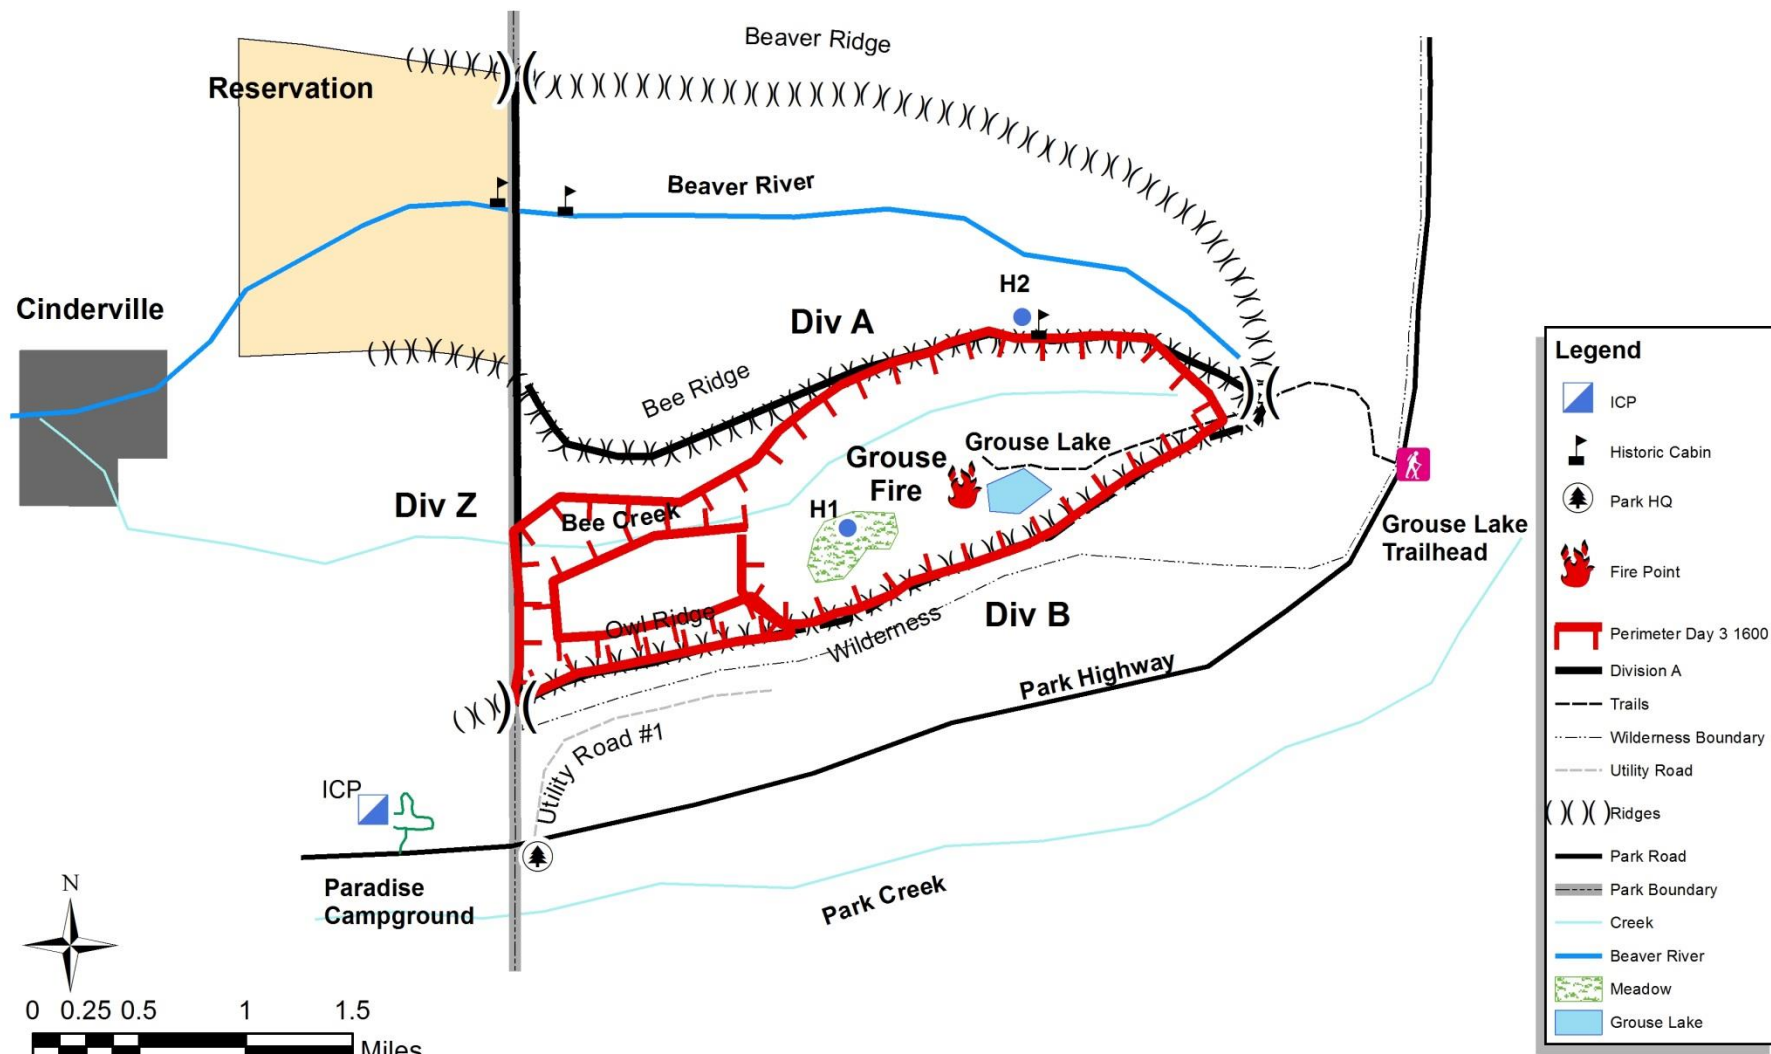 Beaver Ridge
Reservation
Beaver River
Cinderville
H2
Div A
Bee Ridge
Grouse Lake
Grouse
Fire
Div Z
Bee Creek
H1
Grouse Lake
Trailhead
Owl Ridge
Wilderness
Div B
Park Highway
Utility Road #1
ICP
Paradise
Campground
Park Creek
N
0 0.25 0.5 1 1.5
Miles
Legend
ICP
Historic Cabin
Park HQ
Fire Point
Perimeter Day 3 1600
Division A
Trails
Wilderness Boundary
Utility Road
Ridges
Park Road
Park Boundary
Creek
Beaver River
Meadow
Grouse Lake